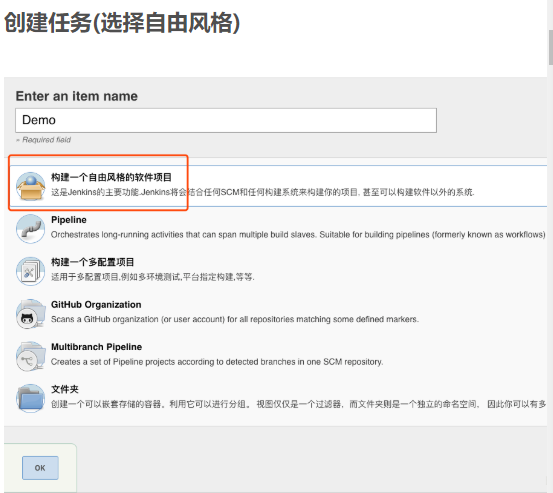 创建任务(选择自由风格)
Enter an item name
Demo
» Required field
构建一个自由风格的软件项目
这是Jenkins的主要功能.Jenkins将会结合任何SCM和任何构建系统来构建你的项目, 甚至可以构建软件以外的系统.
Pipeline
Orchestrates long-running activities that can span multiple build slaves. Suitable for building pipelines (formerly known as workflows)
构建一个多配置项目
适用于多配置项目,例如多环境测试,平台指定构建,等等.
GitHub Organization
Scans a GitHub organization (or user account) for all repositories matching some defined markers.
Multibranch Pipeline
Creates a set of Pipeline projects according to detected branches in one SCM repository.
文件夹
创建一个可以嵌套存储的容器，利用它可以进行分组。 视图仅仅是一个过滤器，而文件夹则是一个独立的命名空间， 因此你可以有多
OK